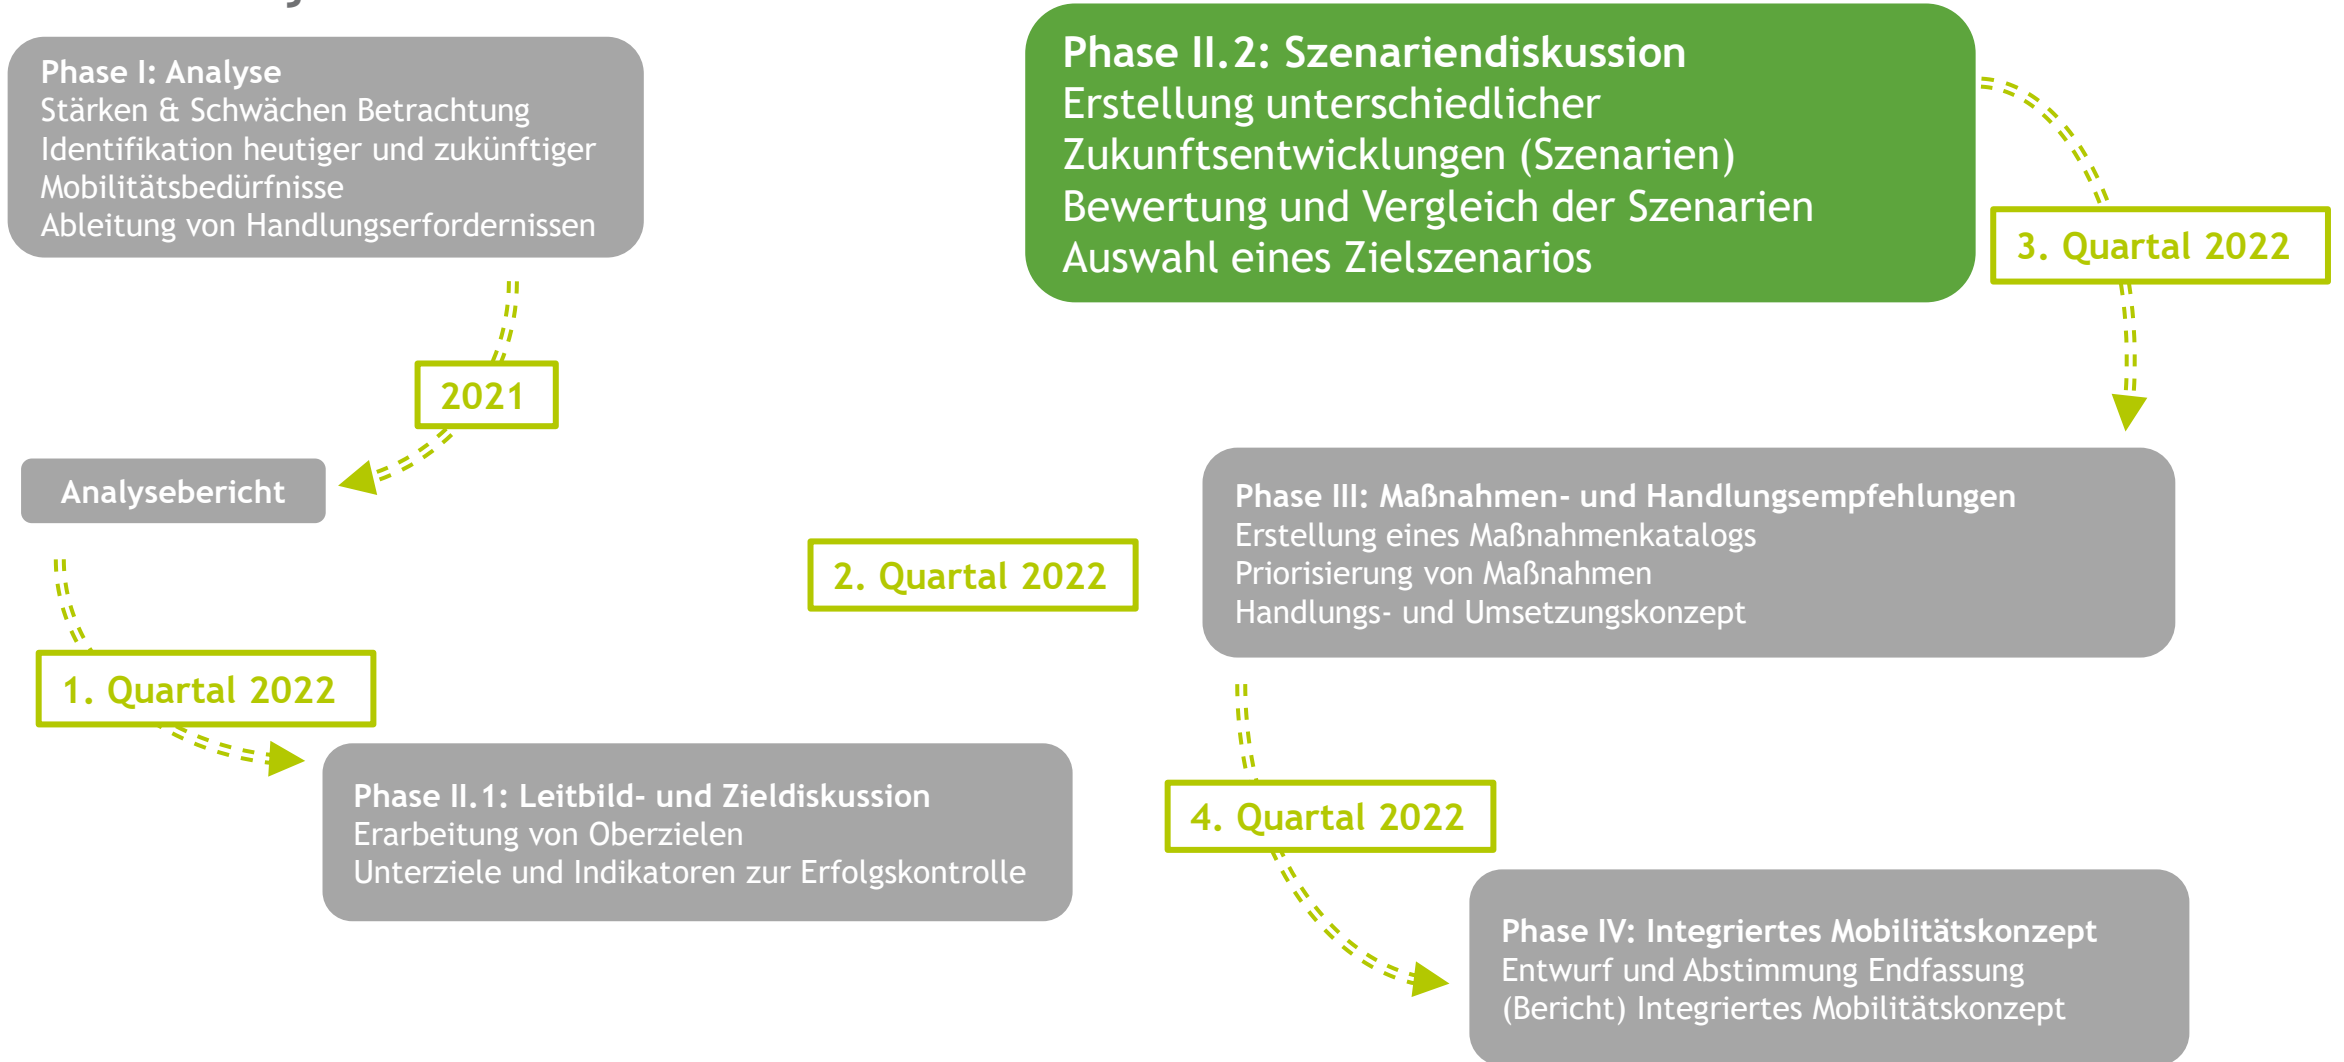 Phase I: Analyse
Stärken & Schwächen Betrachtung
Identifikation heutiger und zukünftiger
Mobilitätsbedürfnisse
Ableitung von Handlungserfordernissen
2021
Analysebericht
1. Quartal 2022
Phase II.1: Leitbild- und Zieldiskussion
Erarbeitung von Oberzielen
Unterziele und Indikatoren zur Erfolgskontrolle
2. Quartal 2022
Phase II.2: Szenariendiskussion
Erstellung unterschiedlicher
Zukunftsentwicklungen (Szenarien)
Bewertung und Vergleich der Szenarien
Auswahl eines Zielszenarios
3. Quartal 2022
Phase III: Maßnahmen- und Handlungsempfehlungen
Erstellung eines Maßnahmenkatalogs
Priorisierung von Maßnahmen
Handlungs- und Umsetzungskonzept
4. Quartal 2022
Phase IV: Integriertes Mobilitätskonzept
Entwurf und Abstimmung Endfassung
(Bericht) Integriertes Mobilitätskonzept